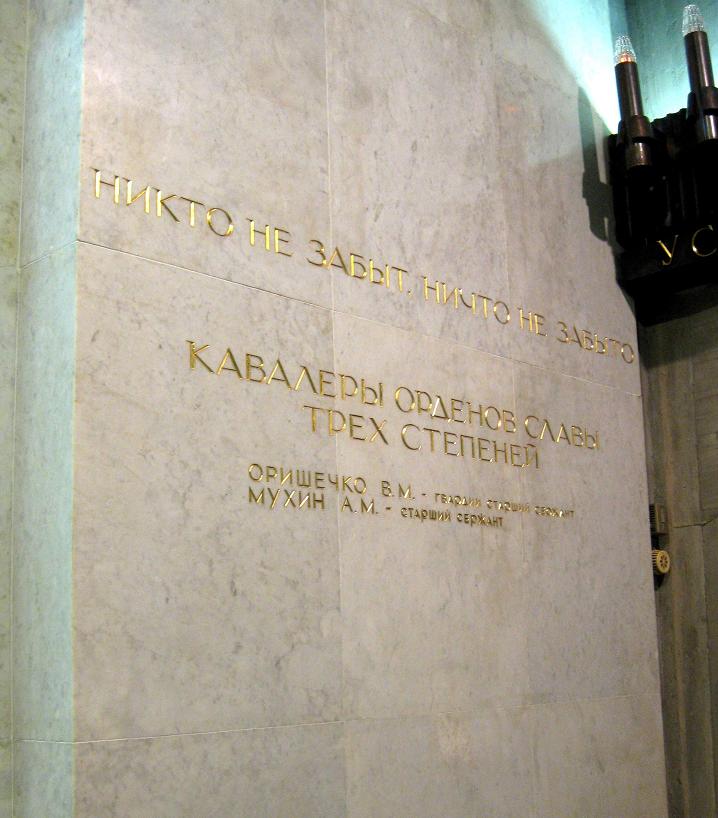 НИКТО НЕ ЗАБЫТ, НИЧТО НЕ ЗАБЫТО
КАВАЛЕРЫ ОРДЕНОВ СЛАВЫ
ТРЕХ СТЕПЕНЕЙ
ОРИШЕЧКО В.М. - ГВАРДИИ СТАРШИЙ СЕРЖАНТ
МУХИН А.М. - СТАРШИЙ СЕРЖАНТ